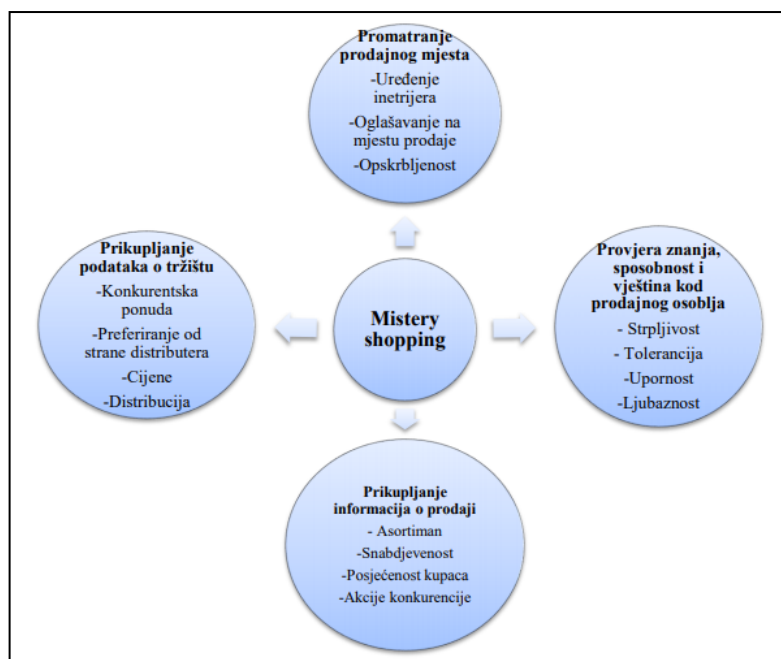 Promatranje
prodajnog mjesta
-Uređenje
inetrijera
-Oglašavanje na
mjestu prodaje
-Opskrbljenost
Prikupljanje
podataka o tržištu
-Konkurentska
ponuda
-Preferiranje od
strane distributera
-Cijene
-Distribucija
Mistery
shopping
Provjera znanja,
sposobnost i
vještina kod
prodajnog osoblja
- Strpljivost
- Tolerancija
-Upornost
-Ljubaznost
Prikupljanje
informacija o prodaji
- Asortiman
-Snabdjevenost
-Posjećenost kupaca
-Akcije konkurencije